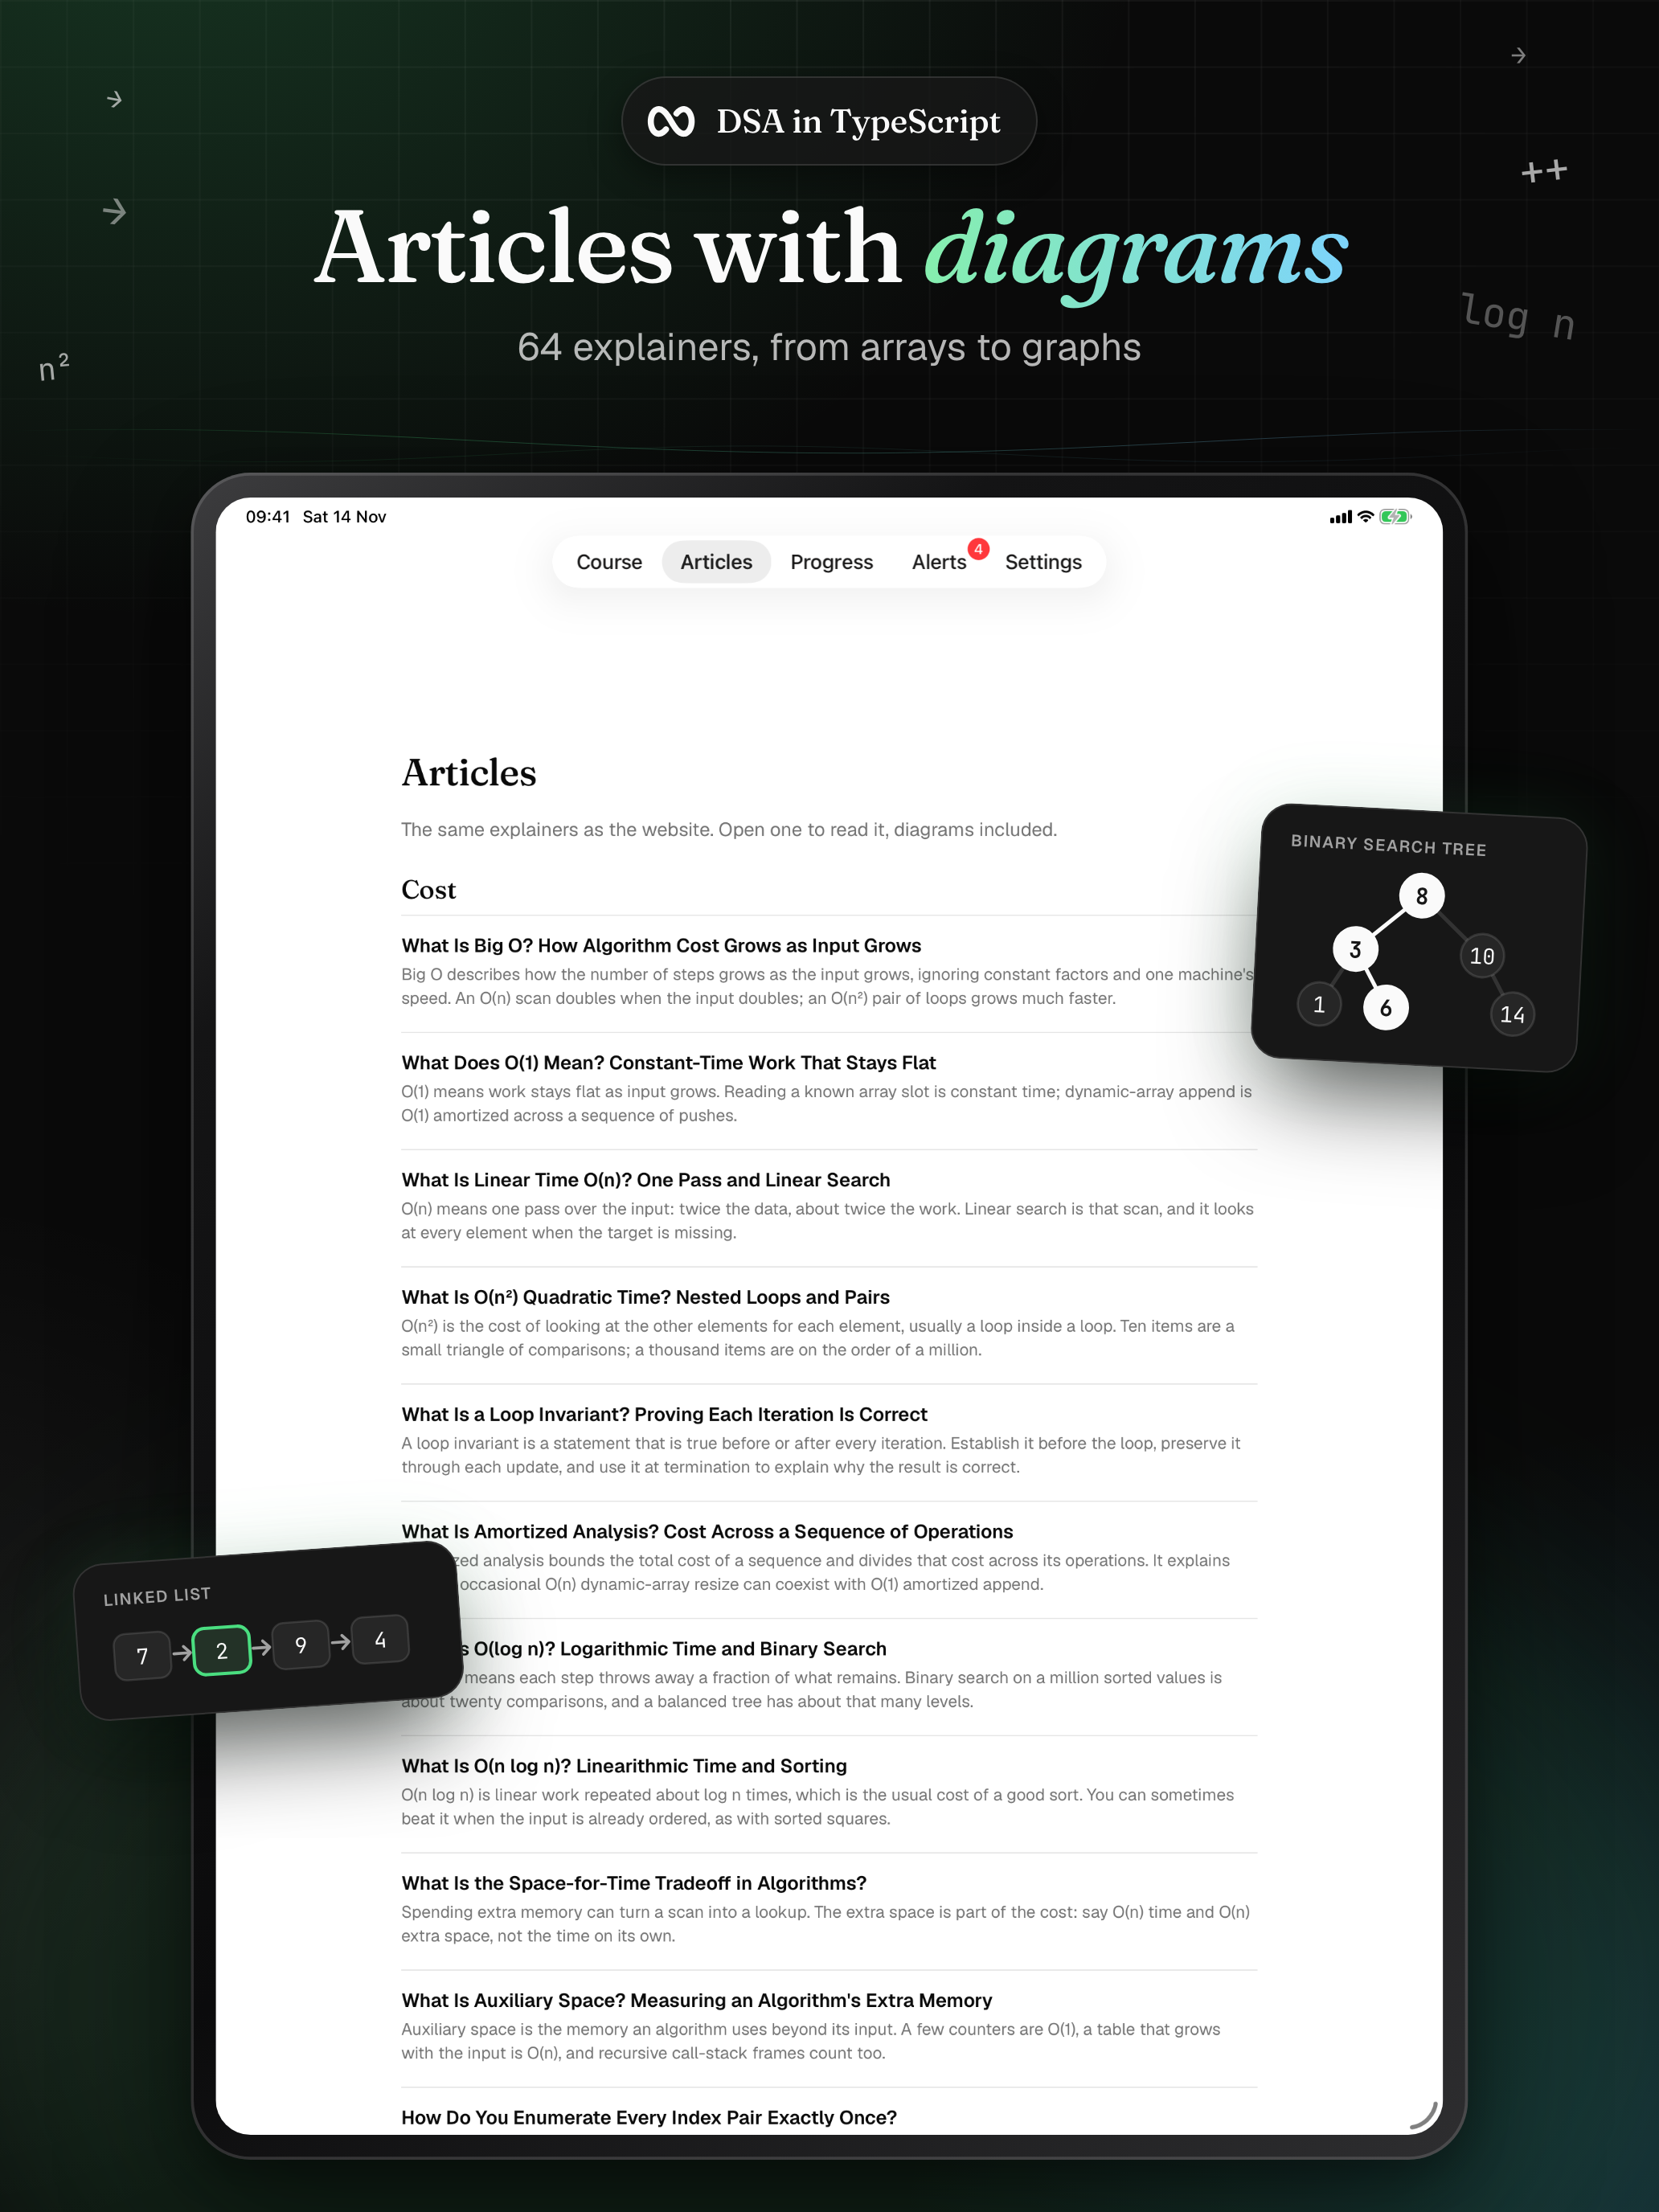 DSA in TypeScript
++
Articles with diagrams
log n
64 explainers, from arrays to graphs
n²
09:41 Sat 14 Nov
Course Articles Progress Alerts 4 Settings
Articles
The same explainers as the website. Open one to read it, diagrams included.
Cost
What Is Big O? How Algorithm Cost Grows as Input Grows
Big O describes how the number of steps grows as the input grows, ignoring constant factors and one machine's
speed. An O(n) scan doubles when the input doubles; an O(n²) pair of loops grows much faster.
BINARY SEARCH TREE
8
3
10
1
6
14
What Does O(1) Mean? Constant-Time Work That Stays Flat
O(1) means work stays flat as input grows. Reading a known array slot is constant time; dynamic-array append is
O(1) amortized across a sequence of pushes.
What Is Linear Time O(n)? One Pass and Linear Search
O(n) means one pass over the input: twice the data, about twice the work. Linear search is that scan, and it looks
at every element when the target is missing.
What Is O(n²) Quadratic Time? Nested Loops and Pairs
O(n²) is the cost of looking at the other elements for each element, usually a loop inside a loop. Ten items are a
small triangle of comparisons; a thousand items are on the order of a million.
What Is a Loop Invariant? Proving Each Iteration Is Correct
A loop invariant is a statement that is true before or after every iteration. Establish it before the loop, preserve it
through each update, and use it at termination to explain why the result is correct.
What Is Amortized Analysis? Cost Across a Sequence of Operations
analysis bounds the total cost of a sequence and divides that cost across its operations. It explains
occasional O(n) dynamic-array resize can coexist with O(1) amortized append.
LINKED LIST
7 2 9 4
O(log n)? Logarithmic Time and Binary Search
means each step throws away a fraction of what remains. Binary search on a million sorted values is
about twenty comparisons, and a balanced tree has about that many levels.
What Is O(n log n)? Linearithmic Time and Sorting
O(n log n) is linear work repeated about log n times, which is the usual cost of a good sort. You can sometimes
beat it when the input is already ordered, as with sorted squares.
What Is the Space-for-Time Tradeoff in Algorithms?
Spending extra memory can turn a scan into a lookup. The extra space is part of the cost: say O(n) time and O(n)
extra space, not the time on its own.
What Is Auxiliary Space? Measuring an Algorithm's Extra Memory
Auxiliary space is the memory an algorithm uses beyond its input. A few counters are O(1), a table that grows
with the input is O(n), and recursive call-stack frames count too.
How Do You Enumerate Every Index Pair Exactly Once?